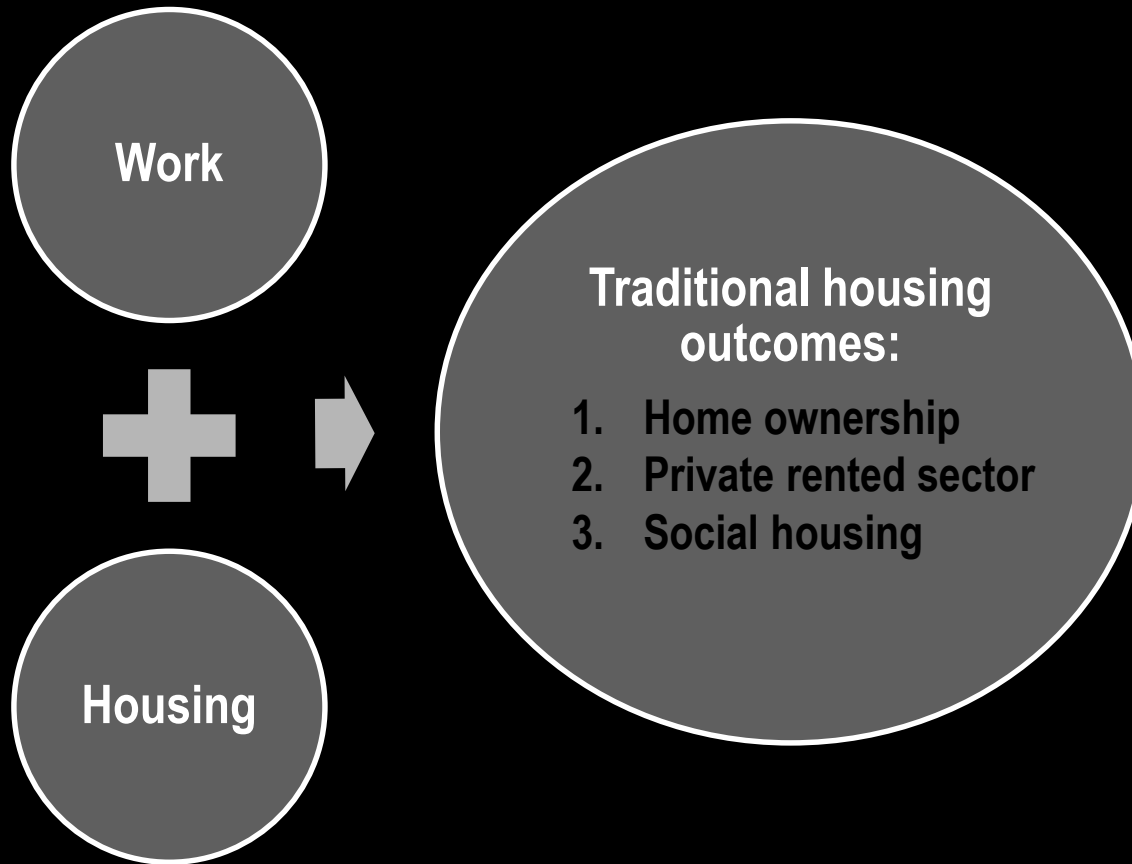 Work
Housing
Traditional housing
outcomes:
1. Home ownership
2. Private rented sector
3. Social housing